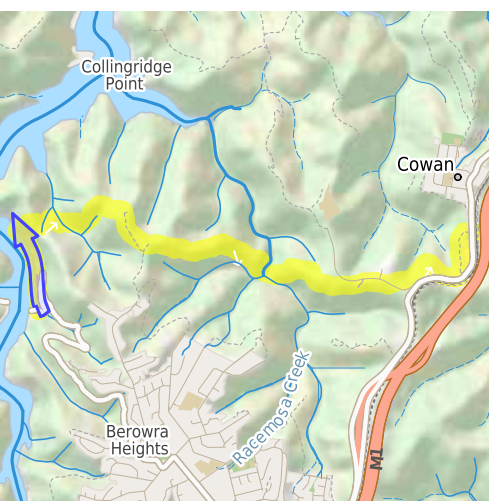 Collingridge
Point
Cowan
Racemosa Creek
Berowra
Heights
M1